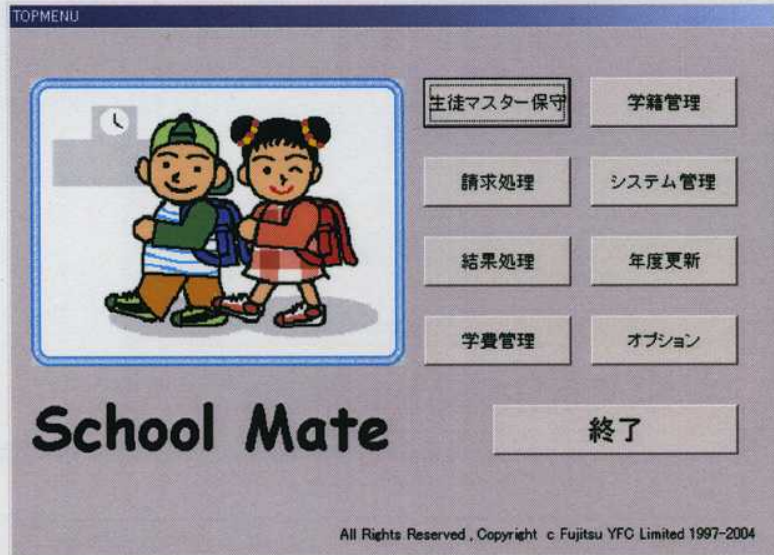 TOPMENU
生徒マスター保守
学籍管理
請求処理
システム管理
結果処理
年度更新
学費管理
オプション
School Mate
終了
All Rights Reserved , Copyright c Fujitsu YFC Limited 1997-2004